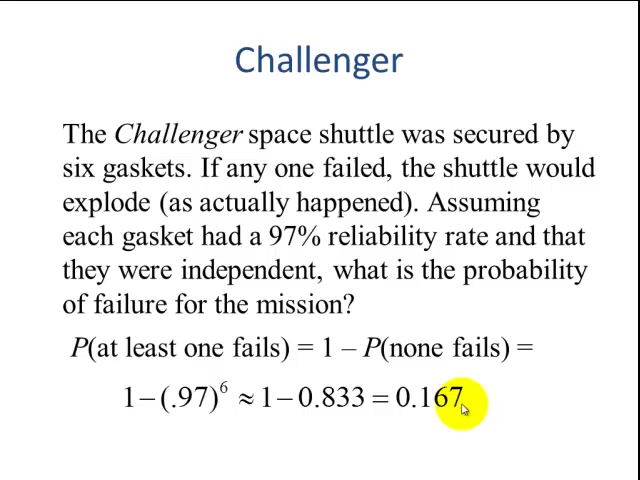 Challenger
The Challenger space shuttle was secured by
six gaskets. If any one failed, the shuttle would
explode (as actually happened). Assuming
each gasket had a 97% reliability rate and that
they were independent, what is the probability
of failure for the mission?
P(at least one fails) = 1 – P(none fails) =
1 − (.97)⁶ ≈ 1 − 0.833 = 0.167